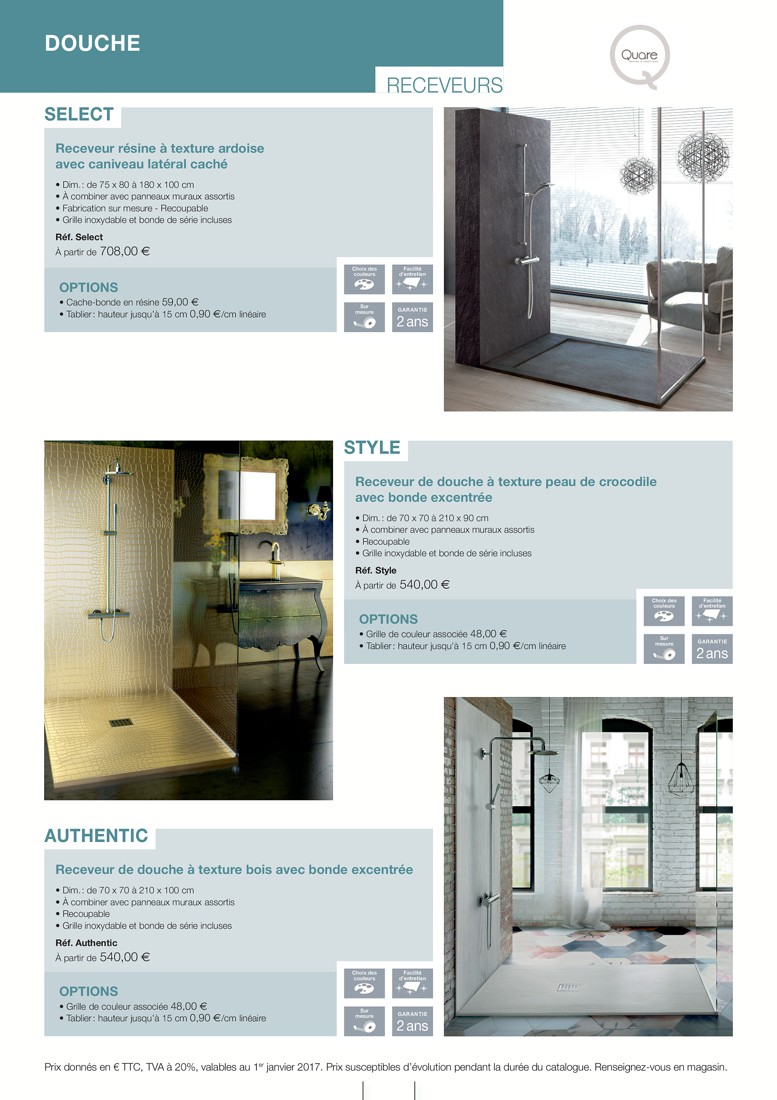 DOUCHE
Quare
RECEVEURS
SELECT
Receveur résine à texture ardoise
avec caniveau latéral caché
• Dim. : de 75 x 80 à 180 x 100 cm
• À combiner avec panneaux muraux assortis
• Fabrication sur mesure - Recoupable
• Grille inoxydable et bonde de série incluses
Réf. Select
À partir de 708,00 €
OPTIONS
• Cache-bonde en résine 59,00 €
• Tablier : hauteur jusqu'à 15 cm 0,90 €/cm linéaire
Choix des
couleurs
Facilité
d'entretien
Sur
mesure
GARANTIE
2 ans
STYLE
Receveur de douche à texture peau de crocodile
avec bonde excentrée
• Dim. : de 70 x 70 à 210 x 90 cm
• À combiner avec panneaux muraux assortis
• Recoupable
• Grille inoxydable et bonde de série incluses
Réf. Style
À partir de 540,00 €
OPTIONS
• Grille de couleur associée 48,00 €
• Tablier : hauteur jusqu'à 15 cm 0,90 €/cm linéaire
Choix des
couleurs
Facilité
d'entretien
Sur
mesure
GARANTIE
2 ans
AUTHENTIC
Receveur de douche à texture bois avec bonde excentrée
• Dim. : de 70 x 70 à 210 x 100 cm
• À combiner avec panneaux muraux assortis
• Recoupable
• Grille inoxydable et bonde de série incluses
Réf. Authentic
À partir de 540,00 €
OPTIONS
• Grille de couleur associée 48,00 €
• Tablier : hauteur jusqu'à 15 cm 0,90 €/cm linéaire
Choix des
couleurs
Facilité
d'entretien
Sur
mesure
GARANTIE
2 ans
Prix donnés en € TTC, TVA à 20%, valables au 1er janvier 2017. Prix susceptibles d'évolution pendant la durée du catalogue. Renseignez-vous en magasin.